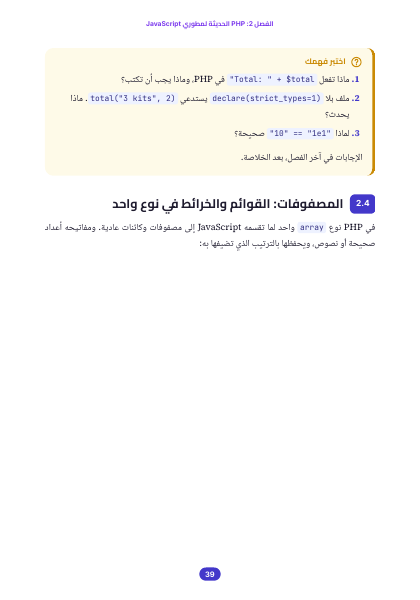 الفصل 2: PHP الحديثة لمطوري JavaScript
اختبر فهمك
1. ماذا تفعل "Total: " + $total في PHP، وماذا يجب أن تكتب؟
2. ملف بلا declare(strict_types=1) يستدعي total("3 kits", 2). ماذا
يحدث؟
3. لماذا "10" == "1e1" صحيحة؟
الإجابات في آخر الفصل، بعد الخلاصة.
2.4 المصفوفات: القوائم والخرائط في نوع واحد
في PHP نوع array واحد لما تقسمه JavaScript إلى مصفوفات وكائنات عادية. ومفاتيحه أعداد
صحيحة أو نصوص، ويحفظها بالترتيب الذي تضيفها به:
39